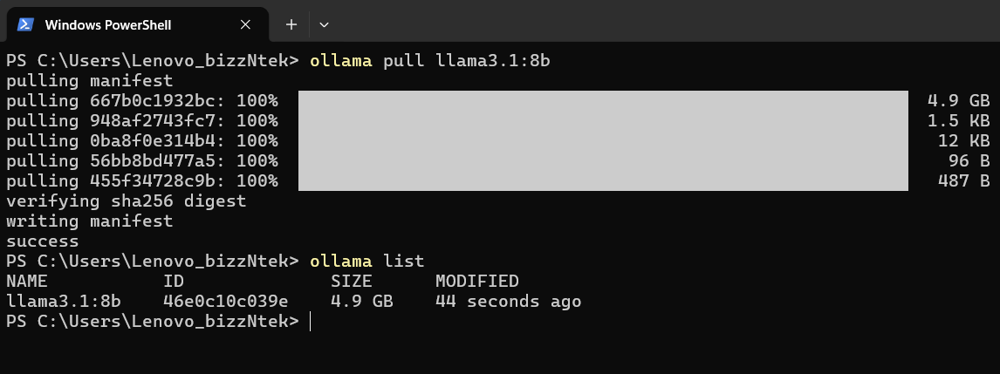 Windows PowerShell
PS C:\Users\Lenovo_bizzNtek> ollama pull llama3.1:8b
pulling manifest
pulling 667b0c1932bc: 100% 4.9 GB
pulling 948af2743fc7: 100% 1.5 KB
pulling 0ba8f0e314b4: 100% 12 KB
pulling 56bb8bd477a5: 100% 96 B
pulling 455f34728c9b: 100% 487 B
verifying sha256 digest
writing manifest
success
PS C:\Users\Lenovo_bizzNtek> ollama list
NAME ID SIZE MODIFIED
llama3.1:8b 46e0c10c039e 4.9 GB 44 seconds ago
PS C:\Users\Lenovo_bizzNtek>